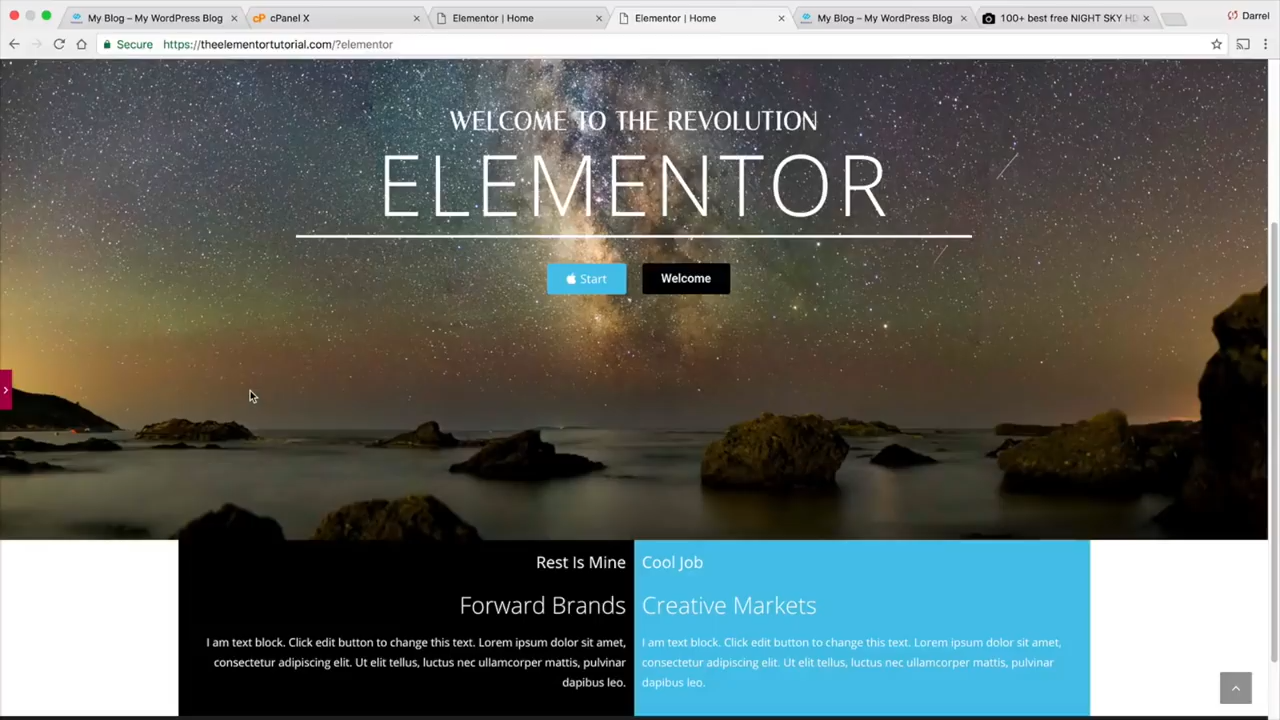 My Blog – My WordPress Blog
cPanel X
Elementor | Home
Elementor | Home
My Blog – My WordPress Blog
100+ best free NIGHT SKY HD
Darrel
Secure
https://theelementortutorial.com/?elementor
WELCOME TO THE REVOLUTION
ELEMENTOR
Start
Welcome
Rest Is Mine
Forward Brands
I am text block. Click edit button to change this text. Lorem ipsum dolor sit amet,
consectetur adipiscing elit. Ut elit tellus, luctus nec ullamcorper mattis, pulvinar
dapibus leo.
Cool Job
Creative Markets
I am text block. Click edit button to change this text. Lorem ipsum dolor sit amet,
consectetur adipiscing elit. Ut elit tellus, luctus nec ullamcorper mattis, pulvinar
dapibus leo.